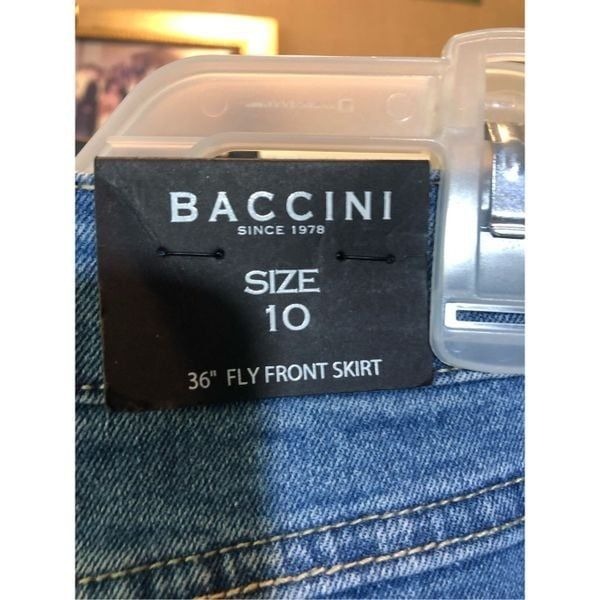 BACCINI
SINCE 1978
SIZE
10
36" FLY FRONT SKIRT